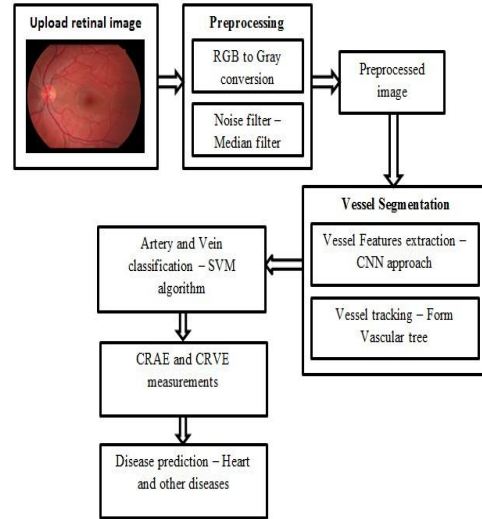 Upload retinal image
Preprocessing
RGB to Gray
conversion
Noise filter –
Median filter
Preprocessed
image
Vessel Segmentation
Vessel Features extraction –
CNN approach
Vessel tracking – Form
Vascular tree
Artery and Vein
classification – SVM
algorithm
CRAE and CRVE
measurements
Disease prediction – Heart
and other diseases